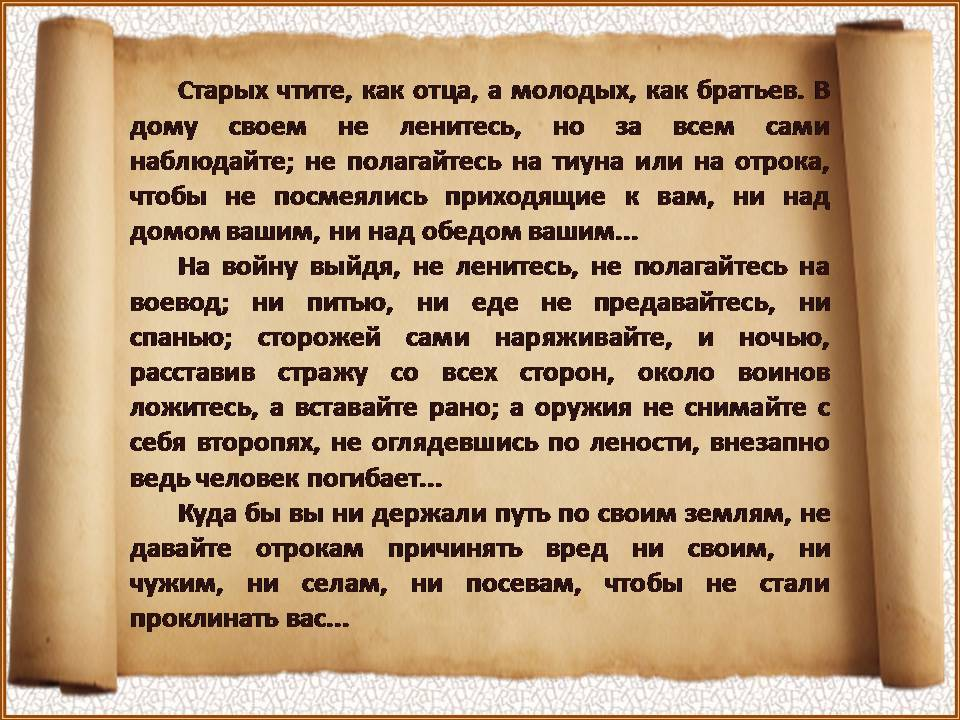 Старых чтите, как отца, а молодых, как братьев. В
дому своем не ленитесь, но за всем сами
наблюдайте; не полагайтесь на тиуна или на отрока,
чтобы не посмеялись приходящие к вам, ни над
домом вашим, ни над обедом вашим...
На войну выйдя, не ленитесь, не полагайтесь на
воевод; ни питью, ни еде не предавайтесь, ни
спанью; сторожей сами наряживайте, и ночью,
расставив стражу со всех сторон, около воинов
ложитесь, а вставайте рано; а оружия не снимайте с
себя второпях, не оглядевшись по лености, внезапно
ведь человек погибает...
Куда бы вы ни держали путь по своим землям, не
давайте отрокам причинять вред ни своим, ни
чужим, ни селам, ни посевам, чтобы не стали
проклинать вас...